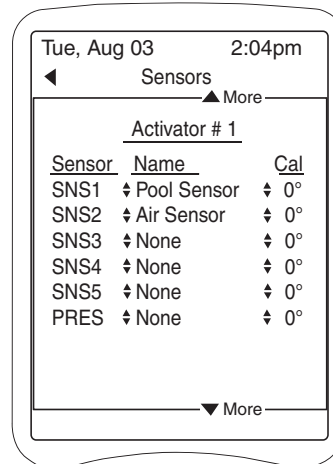 Tue, Aug 03 2:04pm
Sensors
More
Activator # 1
Sensor Name Cal
SNS1 Pool Sensor 0°
SNS2 Air Sensor 0°
SNS3 None 0°
SNS4 None 0°
SNS5 None 0°
PRES None 0°
More